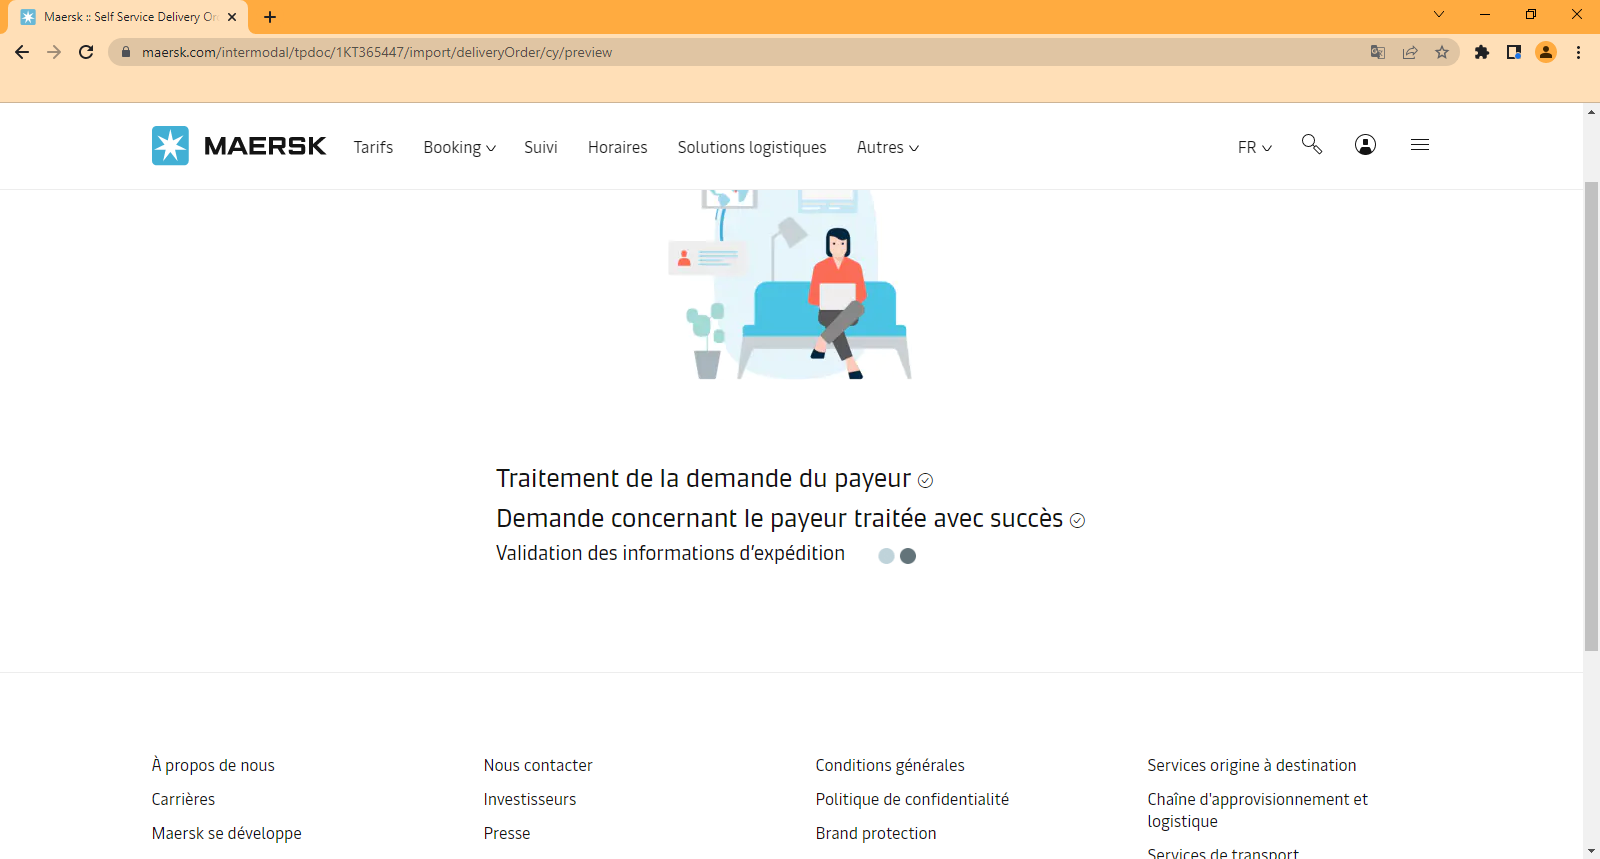 Maersk :: Self Service Delivery Or
maersk.com/intermodal/tpdoc/1KT365447/import/deliveryOrder/cy/preview
MAERSK
Tarifs
Booking
Suivi
Horaires
Solutions logistiques
Autres
FR
Traitement de la demande du payeur
Demande concernant le payeur traitée avec succès
Validation des informations d’expédition
À propos de nous
Nous contacter
Conditions générales
Services origine à destination
Carrières
Investisseurs
Politique de confidentialité
Chaîne d'approvisionnement et
logistique
Maersk se développe
Presse
Brand protection
Services de transport